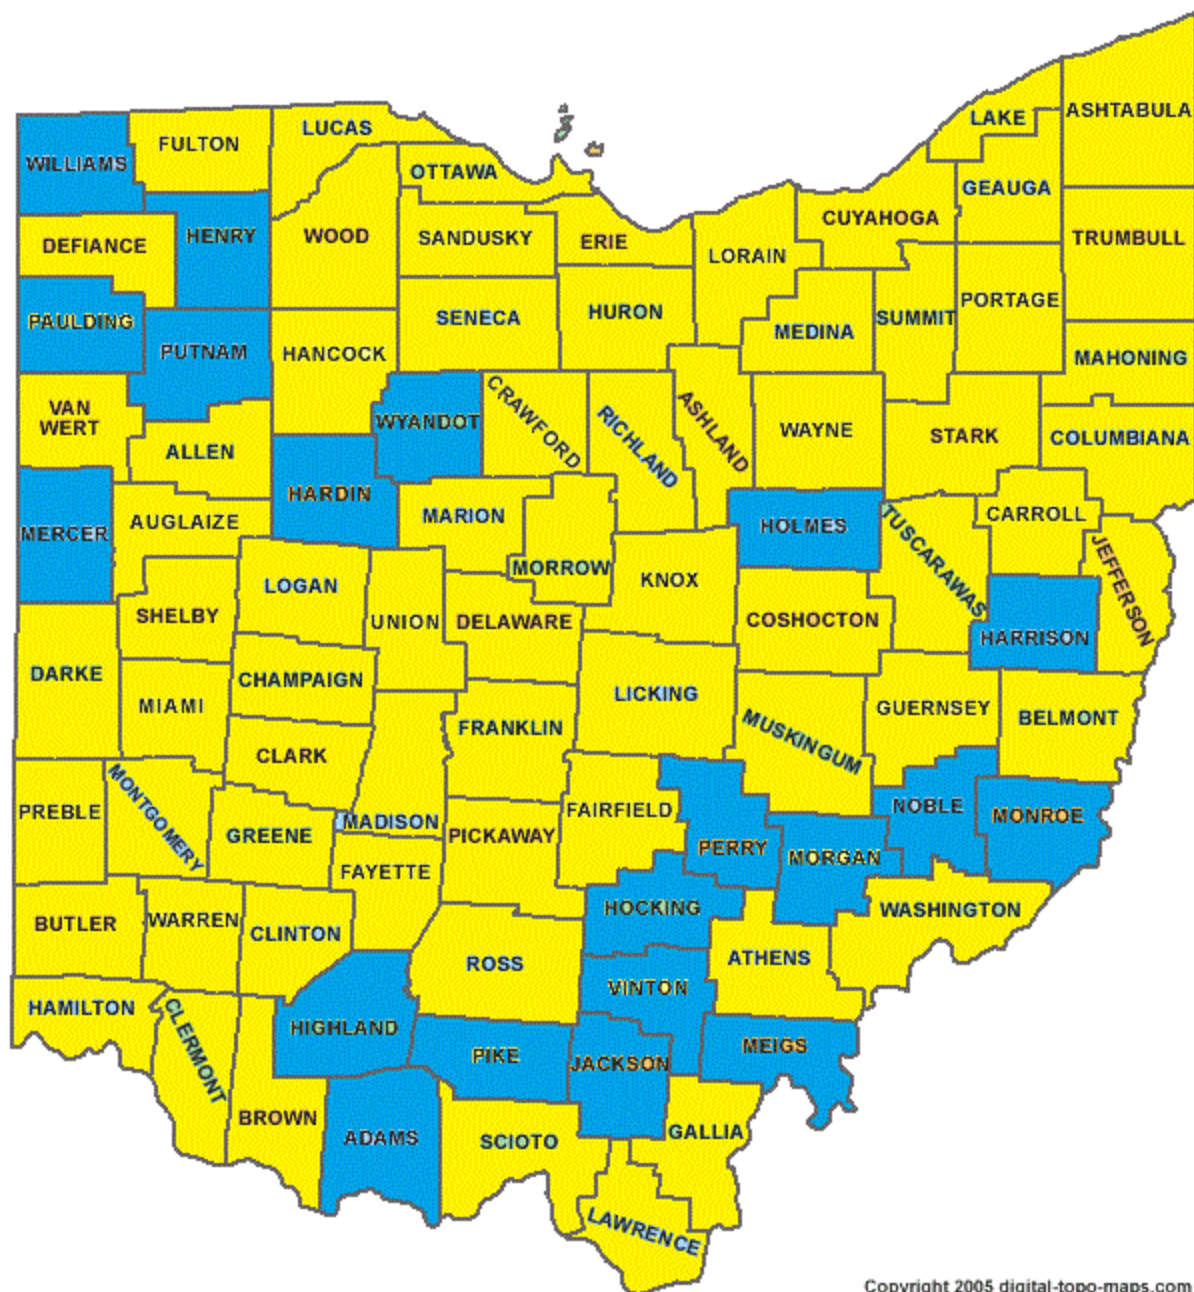 ASHTABULA
LAKE
LUCAS
FULTON
WILLIAMS
OTTAWA
GEAUGA
CUYAHOGA
HENRY
WOOD
SANDUSKY
ERIE
TRUMBULL
DEFIANCE
LORAIN
PORTAGE
HURON
SENECA
SUMMIT
PAULDING
MEDINA
PUTNAM
HANCOCK
MAHONING
VAN
WERT
WYANDOT
CRAWFORD
RICHLAND
ASHLAND
WAYNE
STARK
COLUMBIANA
ALLEN
HARDIN
MERCER
AUGLAIZE
MARION
HOLMES
CARROLL
TUSCARAWAS
JEFFERSON
MORROW
KNOX
LOGAN
SHELBY
UNION
DELAWARE
COSHOCTON
HARRISON
DARKE
CHAMPAIGN
LICKING
MIAMI
FRANKLIN
MUSKINGUM
GUERNSEY
BELMONT
CLARK
PREBLE
MONTGOMERY
GREENE
MADISON
PICKAWAY
FAIRFIELD
NOBLE
MONROE
PERRY
MORGAN
FAYETTE
HOCKING
WASHINGTON
BUTLER
WARREN
CLINTON
ROSS
ATHENS
VINTON
HAMILTON
CLERMONT
HIGHLAND
PIKE
JACKSON
MEIGS
BROWN
ADAMS
SCIOTO
GALLIA
LAWRENCE
Copyright 2005 digital-topo-maps.com